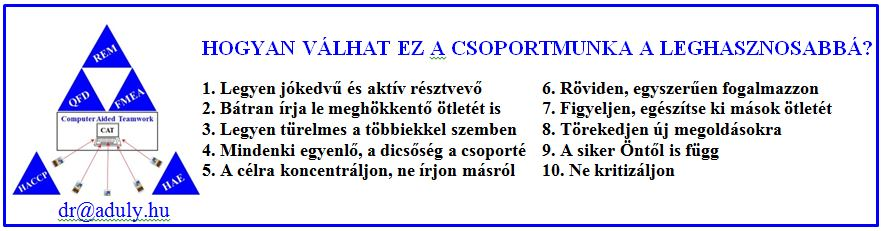 REM
QFD
FMEA
Computer Aided Teamwork
CAT
HACCP
HAE
dr@aduly.hu
HOGYAN VÁLHAT EZ A CSOPORTMUNKA A LEGHASZNOSABBÁ?
1. Legyen jókedvű és aktív résztvevő
2. Bátran írja le meghökkentő ötletét is
3. Legyen türelmes a többiekkel szemben
4. Mindenki egyenlő, a dicsőség a csoporté
5. A célra koncentráljon, ne írjon másról
6. Röviden, egyszerűen fogalmazzon
7. Figyeljen, egészítse ki mások ötletét
8. Törekedjen új megoldásokra
9. A siker Öntől is függ
10. Ne kritizáljon